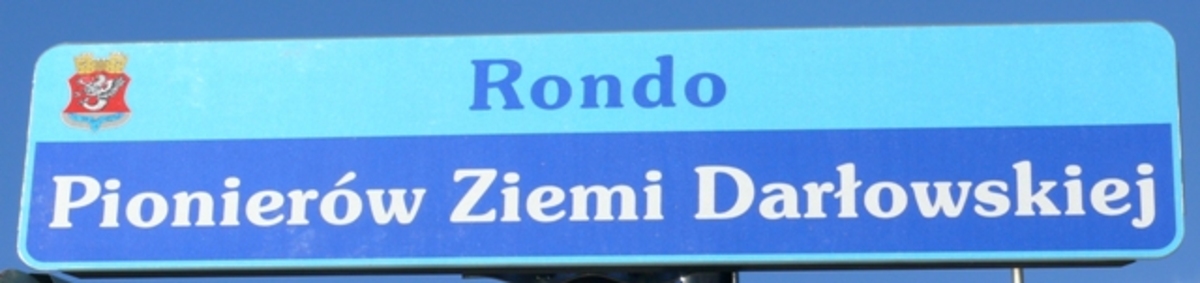 Rondo
Pionierów Ziemi Darłowskiej